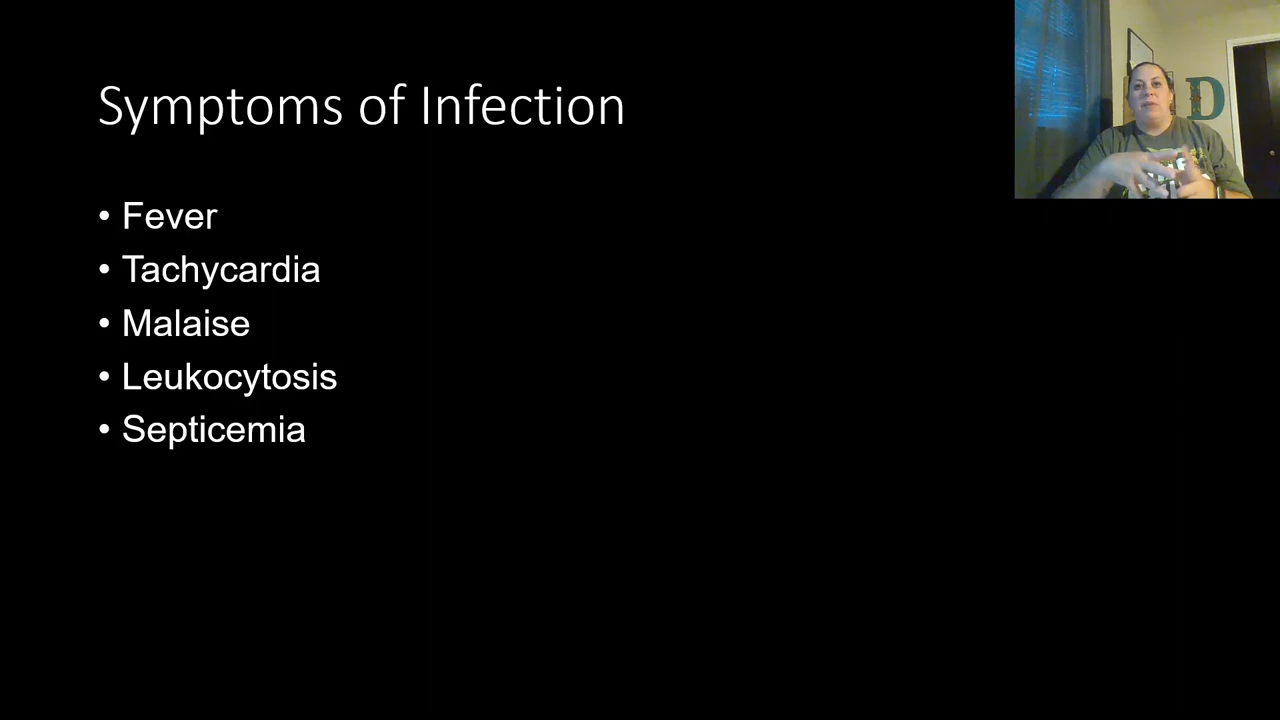 Symptoms of Infection
• Fever
• Tachycardia
• Malaise
• Leukocytosis
• Septicemia
D